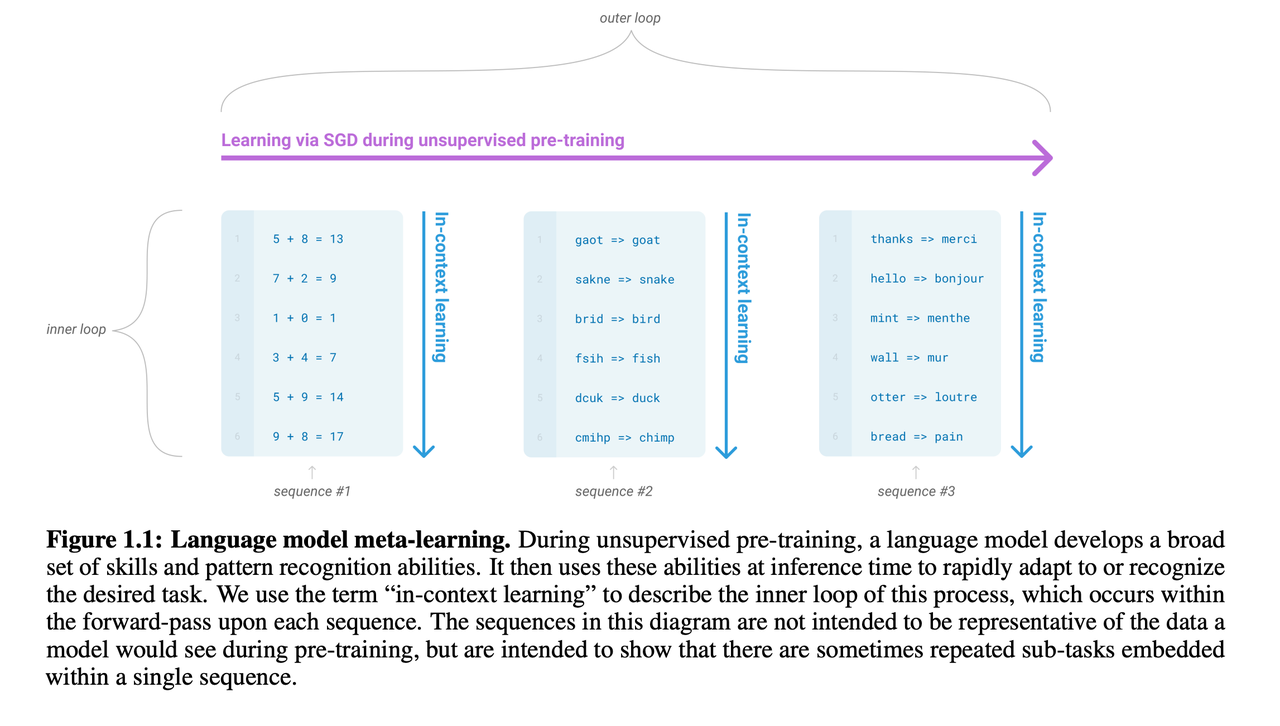 outer loop
Learning via SGD during unsupervised pre-training
inner loop
1 5 + 8 = 13
2 7 + 2 = 9
3 1 + 0 = 1
4 3 + 4 = 7
5 5 + 9 = 14
6 9 + 8 = 17
In-context learning
sequence #1
1 gaot => goat
2 sakne => snake
3 brid => bird
4 fsih => fish
5 dcuk => duck
6 cmihp => chimp
In-context learning
sequence #2
1 thanks => merci
2 hello => bonjour
3 mint => menthe
4 wall => mur
5 otter => loutre
6 bread => pain
In-context learning
sequence #3
Figure 1.1: Language model meta-learning. During unsupervised pre-training, a language model develops a broad
set of skills and pattern recognition abilities. It then uses these abilities at inference time to rapidly adapt to or recognize
the desired task. We use the term “in-context learning” to describe the inner loop of this process, which occurs within
the forward-pass upon each sequence. The sequences in this diagram are not intended to be representative of the data a
model would see during pre-training, but are intended to show that there are sometimes repeated sub-tasks embedded
within a single sequence.